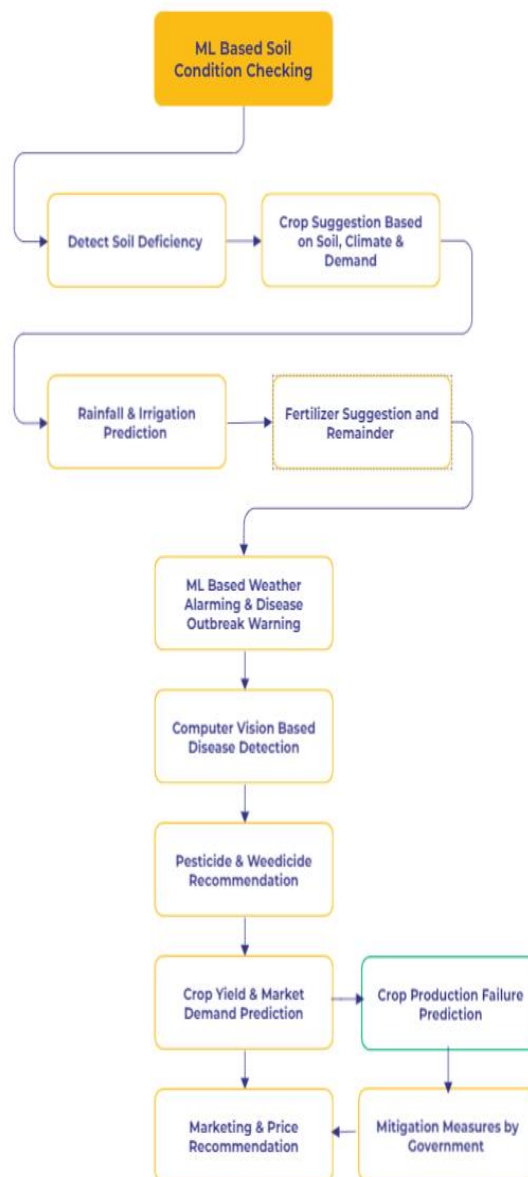 ML Based Soil
Condition Checking
Detect Soil Deficiency
Crop Suggestion Based
on Soil, Climate &
Demand
Rainfall & Irrigation
Prediction
Fertilizer Suggestion and
Remainder
ML Based Weather
Alarming & Disease
Outbreak Warning
Computer Vision Based
Disease Detection
Pesticide & Weedicide
Recommendation
Crop Yield & Market
Demand Prediction
Crop Production Failure
Prediction
Marketing & Price
Recommendation
Mitigation Measures by
Government